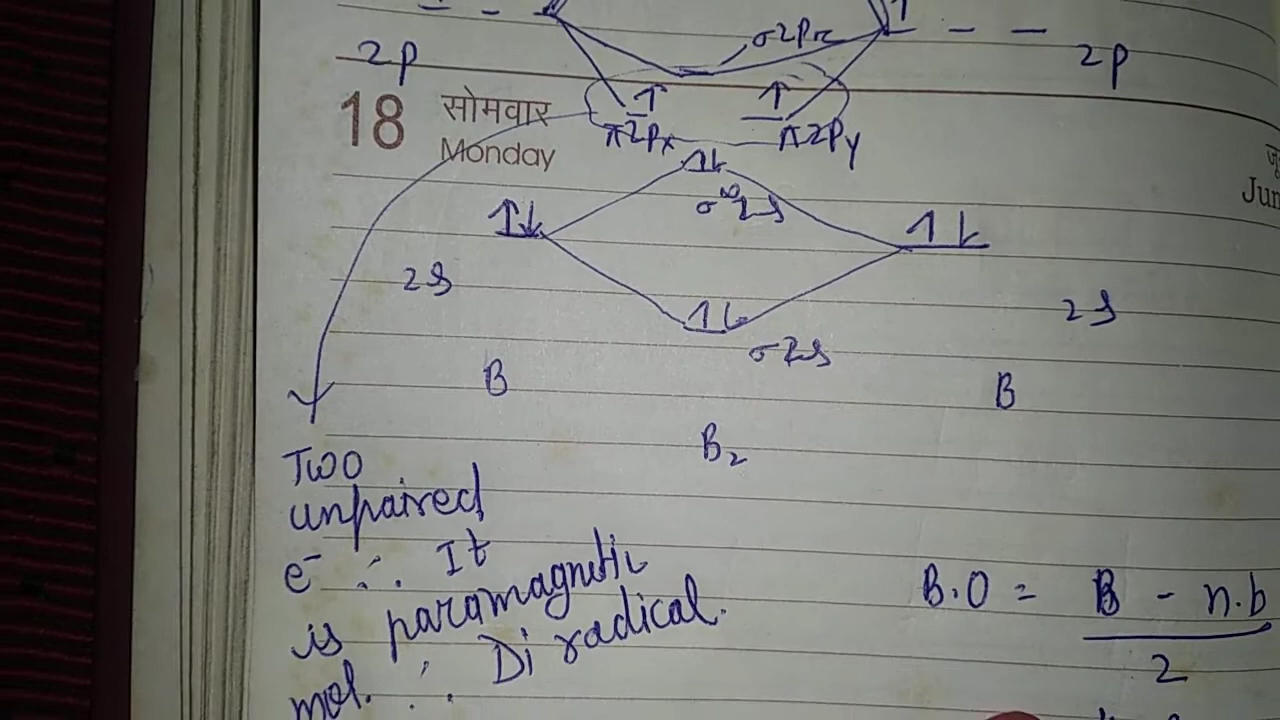 σ2Pz
2P
2P
18 सोमवार
Monday
↑ ↑
π2Px π2Py
↑↓
σ*2s
↑↓
↑↓
2s
2s
↑↓
σ2s
B
B
B2
Two
unpaired
e- ∴ It
is paramagnetic
mol. ∴ Di radical.
B.O = B - n.b
2
Jun